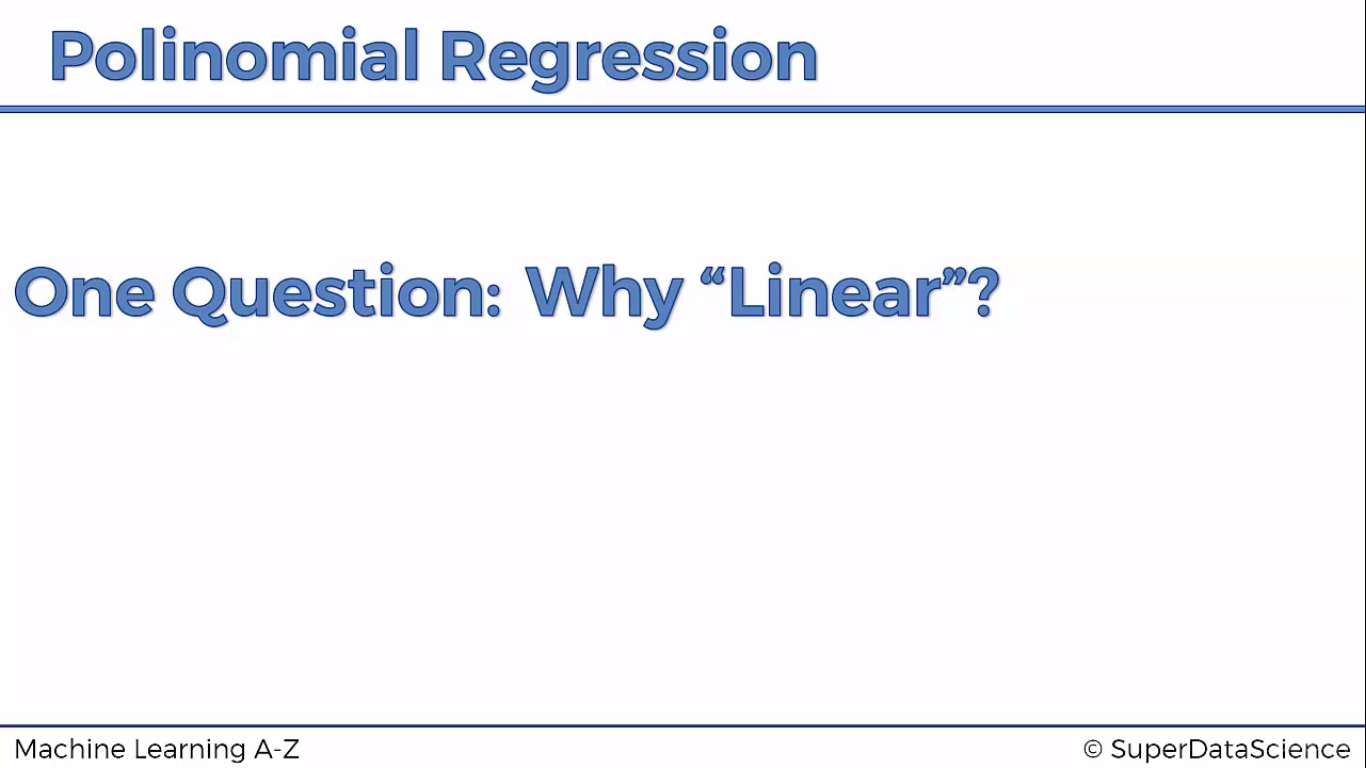 Polinomial Regression
One Question: Why “Linear”?
Machine Learning A-Z
© SuperDataScience